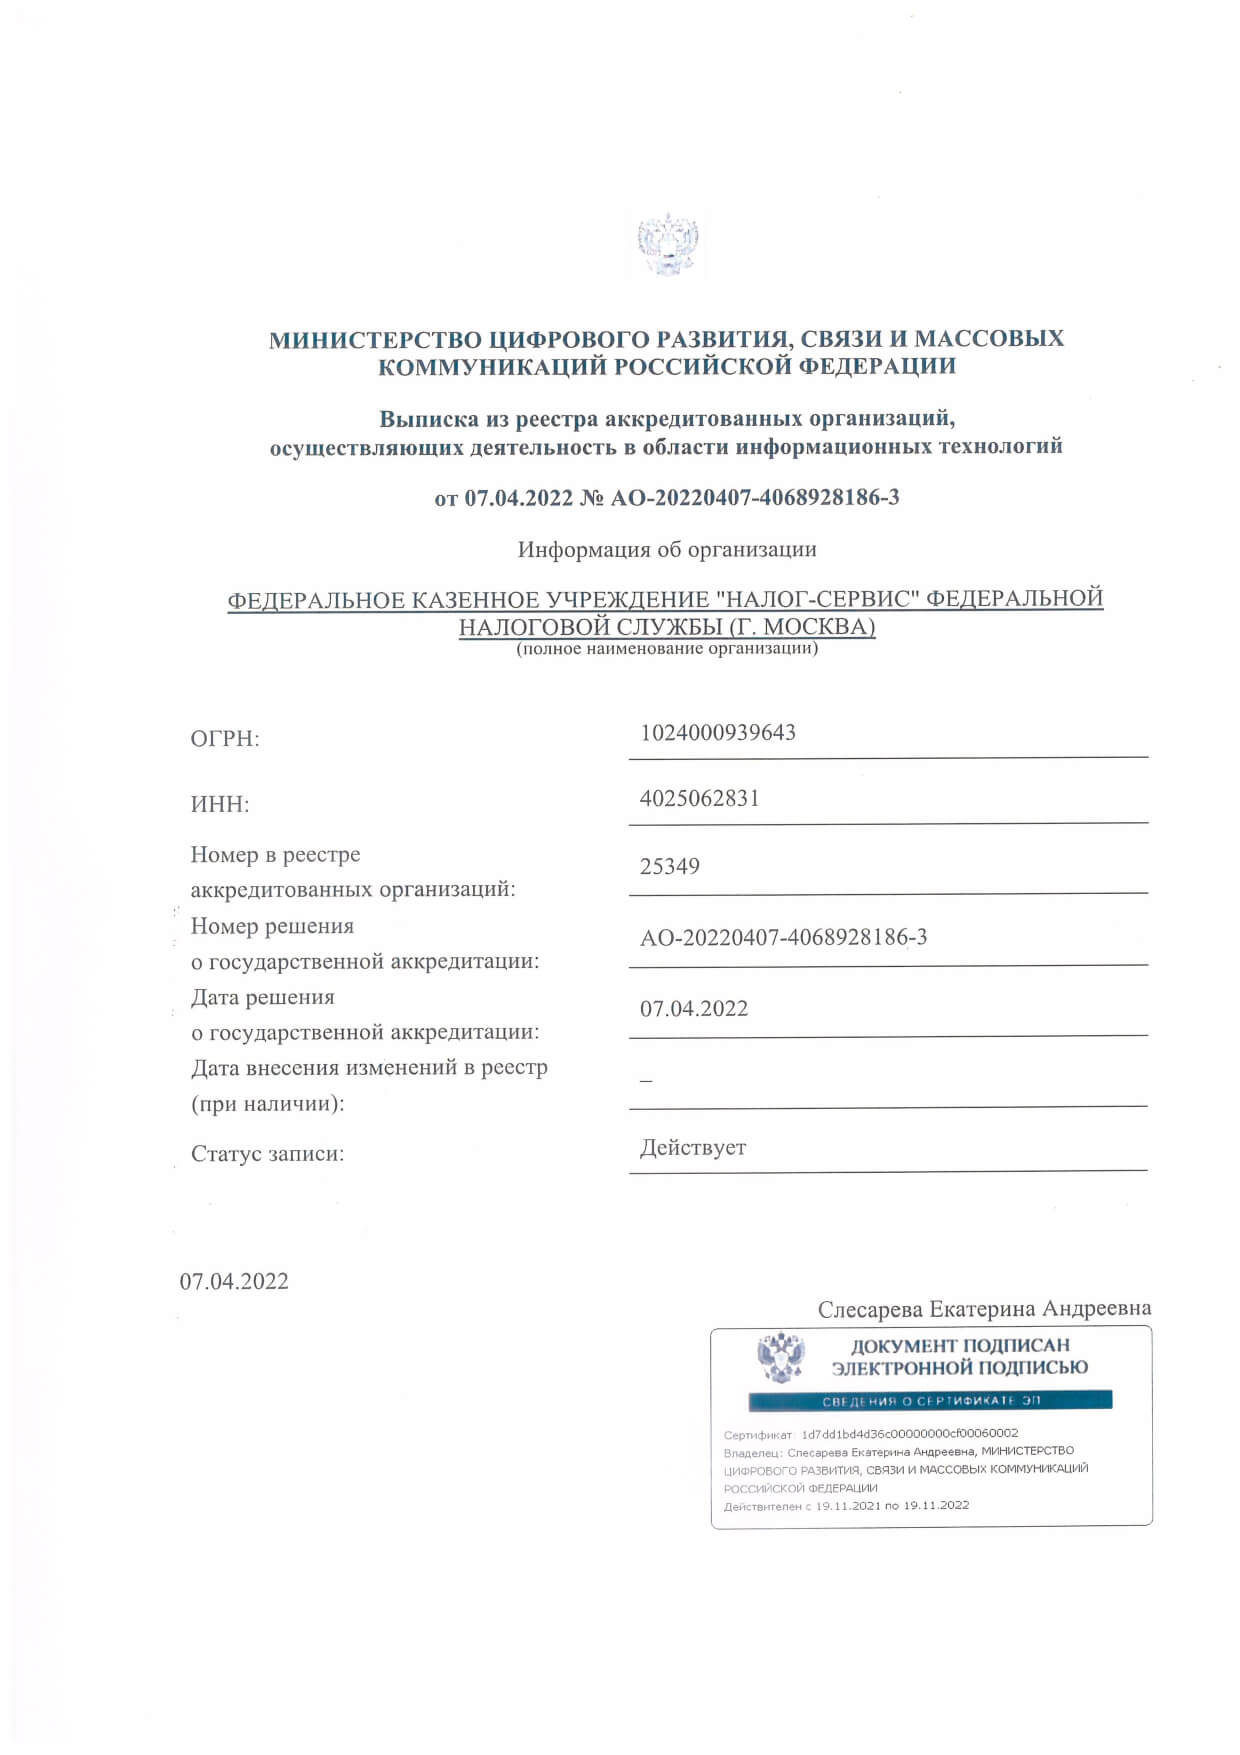 МИНИСТЕРСТВО ЦИФРОВОГО РАЗВИТИЯ, СВЯЗИ И МАССОВЫХ
КОММУНИКАЦИЙ РОССИЙСКОЙ ФЕДЕРАЦИИ
Выписка из реестра аккредитованных организаций,
осуществляющих деятельность в области информационных технологий
от 07.04.2022 № АО-20220407-4068928186-3
Информация об организации
ФЕДЕРАЛЬНОЕ КАЗЕННОЕ УЧРЕЖДЕНИЕ "НАЛОГ-СЕРВИС" ФЕДЕРАЛЬНОЙ
НАЛОГОВОЙ СЛУЖБЫ (Г. МОСКВА)
(полное наименование организации)
ОГРН: 1024000939643
ИНН: 4025062831
Номер в реестре
аккредитованных организаций: 25349
Номер решения
о государственной аккредитации: АО-20220407-4068928186-3
Дата решения
о государственной аккредитации: 07.04.2022
Дата внесения изменений в реестр
(при наличии): –
Статус записи: Действует
07.04.2022
Слесарева Екатерина Андреевна
ДОКУМЕНТ ПОДПИСАН
ЭЛЕКТРОННОЙ ПОДПИСЬЮ
СВЕДЕНИЯ О СЕРТИФИКАТЕ ЭП
Сертификат: 1d7dd1bd4d36c00000000cf00060002
Владелец: Слесарева Екатерина Андреевна, МИНИСТЕРСТВО
ЦИФРОВОГО РАЗВИТИЯ, СВЯЗИ И МАССОВЫХ КОММУНИКАЦИЙ
РОССИЙСКОЙ ФЕДЕРАЦИИ
Действителен с 19.11.2021 по 19.11.2022